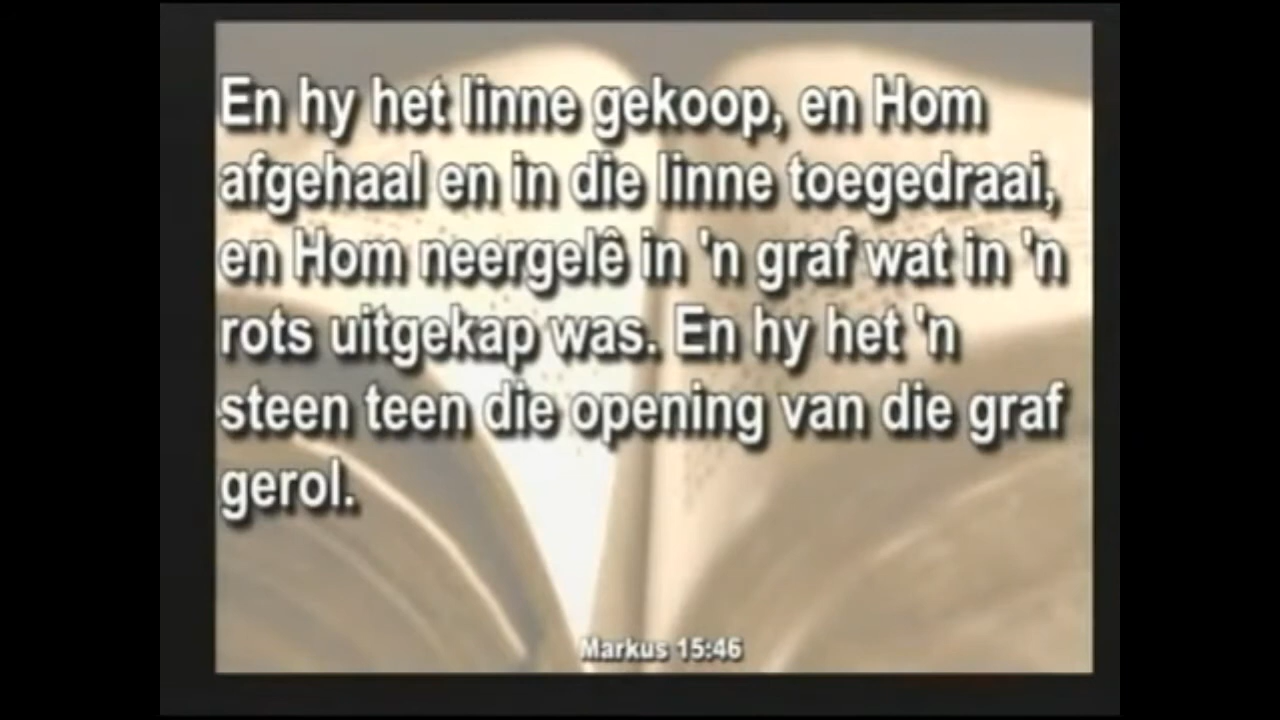 En hy het linne gekoop, en Hom
afgehaal en in die linne toegedraai,
en Hom neergelê in 'n graf wat in 'n
rots uitgekap was. En hy het 'n
steen teen die opening van die graf
gerol.
Markus 15:46